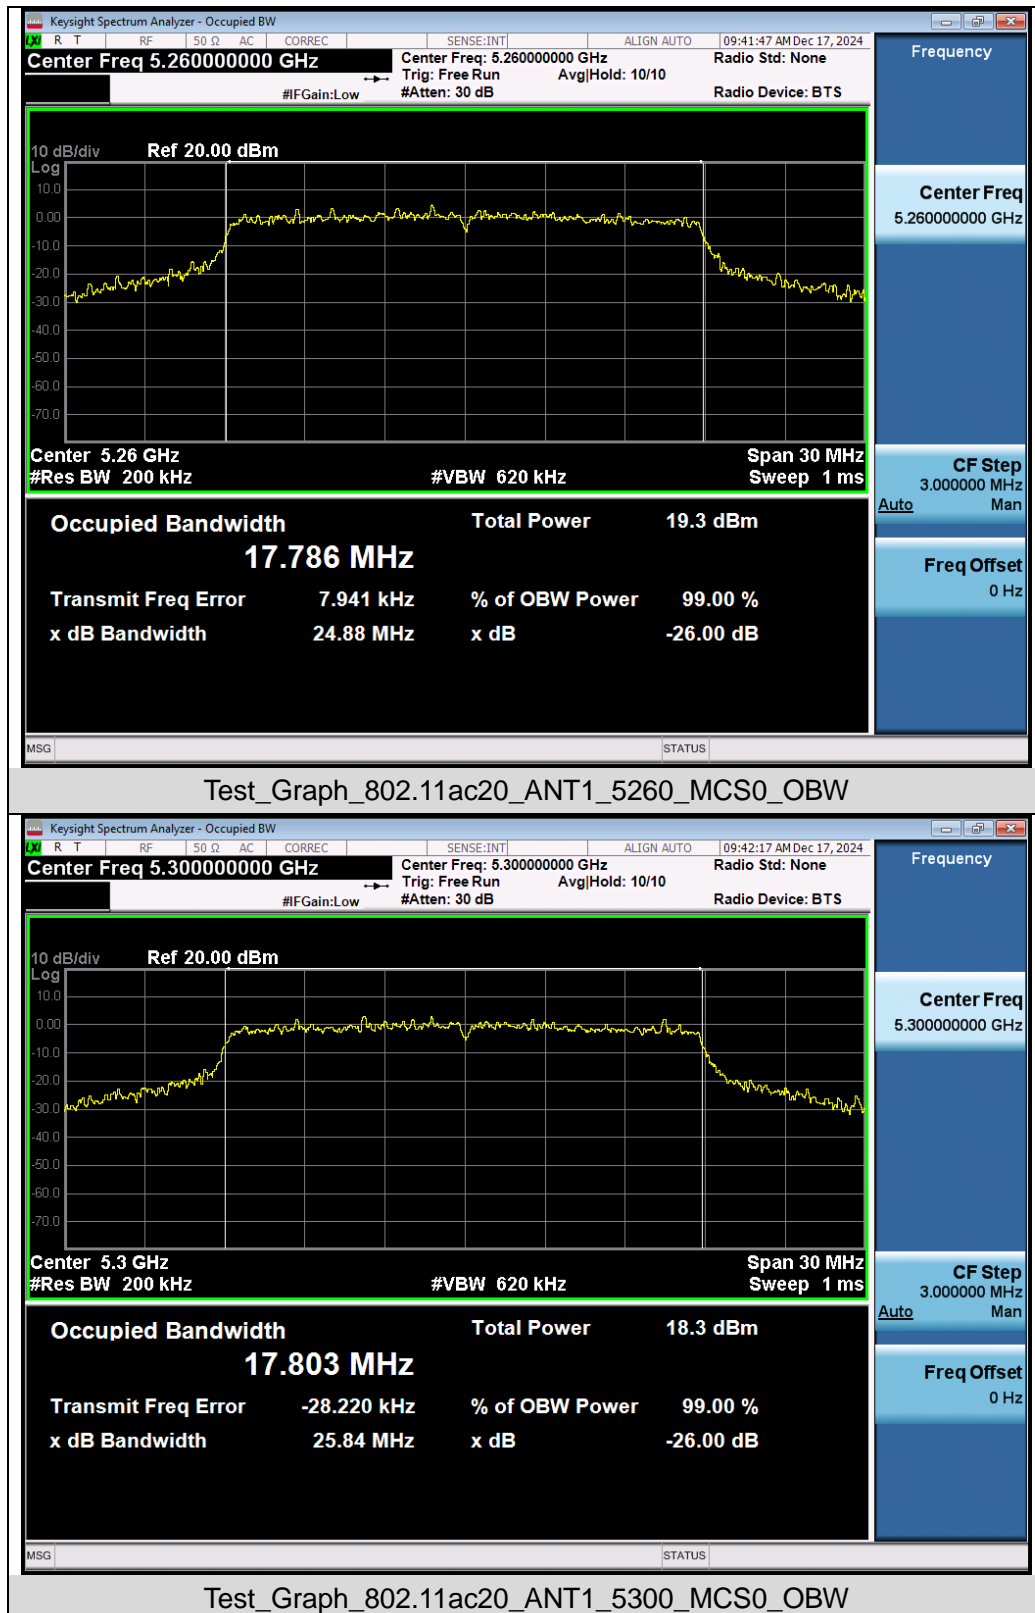 Keysight Spectrum Analyzer - Occupied BW
LXI R T RF 50 Ω AC CORREC SENSE:INT ALIGN AUTO 09:41:47 AM Dec 17, 2024
Center Freq 5.260000000 GHz Center Freq: 5.260000000 GHz Radio Std: None
Trig: Free Run Avg|Hold: 10/10
#IFGain:Low #Atten: 30 dB Radio Device: BTS
Frequency
10 dB/div Ref 20.00 dBm
Log
10.0
0.00
-10.0
-20.0
-30.0
-40.0
-50.0
-60.0
-70.0
Center Freq
5.260000000 GHz
Center 5.26 GHz Span 30 MHz
#Res BW 200 kHz #VBW 620 kHz Sweep 1 ms
CF Step
3.000000 MHz
Auto Man
Occupied Bandwidth Total Power 19.3 dBm
17.786 MHz
Transmit Freq Error 7.941 kHz % of OBW Power 99.00 %
x dB Bandwidth 24.88 MHz x dB -26.00 dB
Freq Offset
0 Hz
MSG STATUS
Test_Graph_802.11ac20_ANT1_5260_MCS0_OBW
Keysight Spectrum Analyzer - Occupied BW
LXI R T RF 50 Ω AC CORREC SENSE:INT ALIGN AUTO 09:42:17 AM Dec 17, 2024
Center Freq 5.300000000 GHz Center Freq: 5.300000000 GHz Radio Std: None
Trig: Free Run Avg|Hold: 10/10
#IFGain:Low #Atten: 30 dB Radio Device: BTS
Frequency
10 dB/div Ref 20.00 dBm
Log
10.0
0.00
-10.0
-20.0
-30.0
-40.0
-50.0
-60.0
-70.0
Center Freq
5.300000000 GHz
Center 5.3 GHz Span 30 MHz
#Res BW 200 kHz #VBW 620 kHz Sweep 1 ms
CF Step
3.000000 MHz
Auto Man
Occupied Bandwidth Total Power 18.3 dBm
17.803 MHz
Transmit Freq Error -28.220 kHz % of OBW Power 99.00 %
x dB Bandwidth 25.84 MHz x dB -26.00 dB
Freq Offset
0 Hz
MSG STATUS
Test_Graph_802.11ac20_ANT1_5300_MCS0_OBW